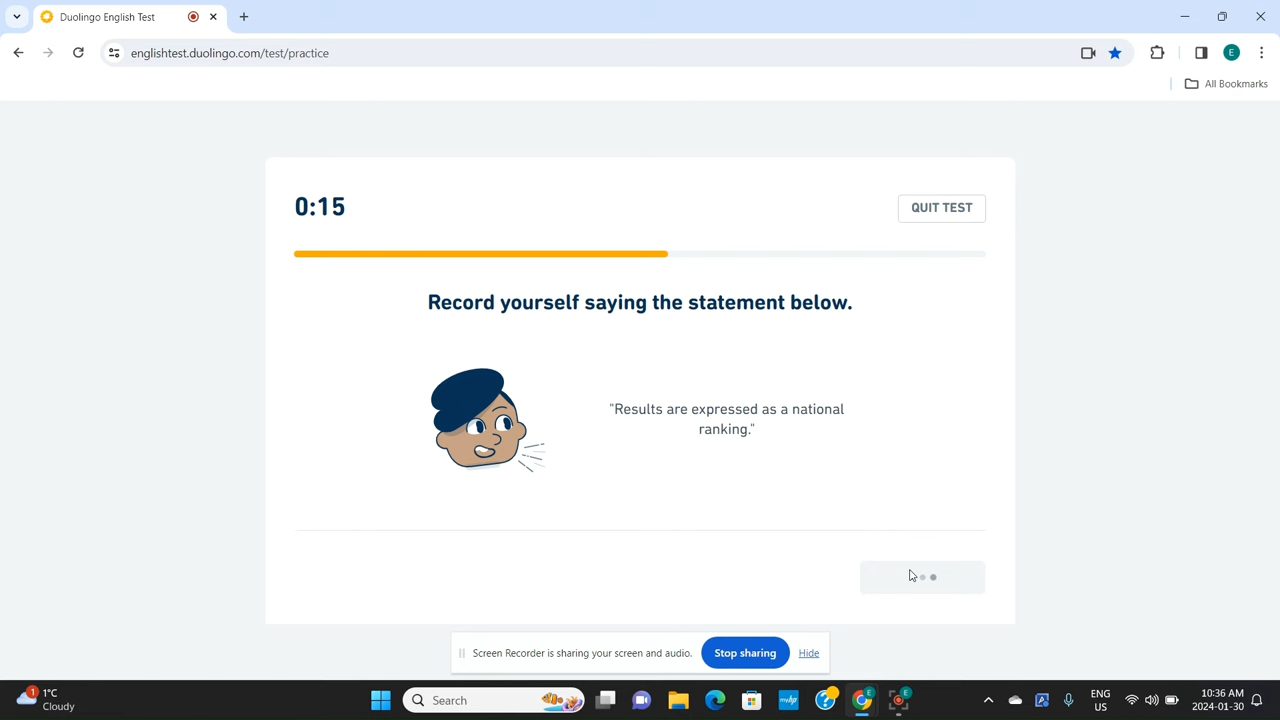 Duolingo English Test
englishtest.duolingo.com/test/practice
E
All Bookmarks
0:15
QUIT TEST
Record yourself saying the statement below.
"Results are expressed as a national
ranking."
Screen Recorder is sharing your screen and audio.
Stop sharing
Hide
1
1°C
Cloudy
Search
myhp
E
E
ENG
US
10:36 AM
2024-01-30